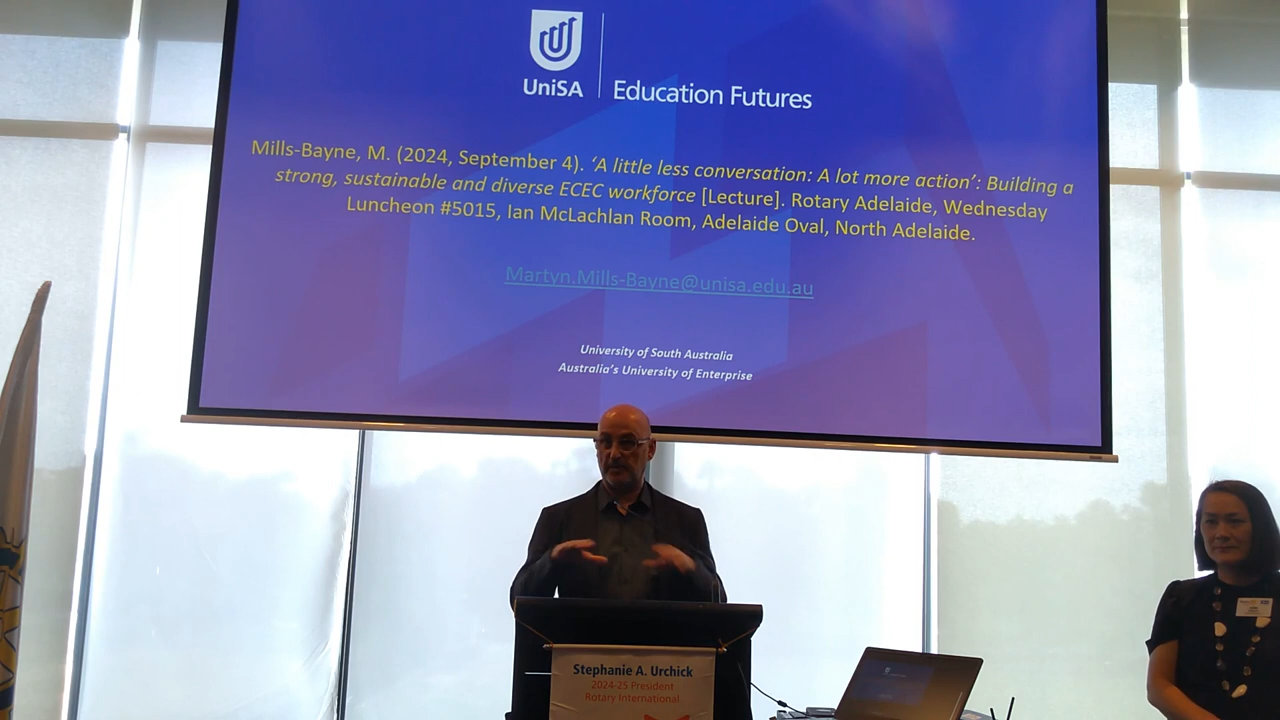 UniSA
Education Futures
Mills-Bayne, M. (2024, September 4). ‘A little less conversation: A lot more action’: Building a
strong, sustainable and diverse ECEC workforce [Lecture]. Rotary Adelaide, Wednesday
Luncheon #5015, Ian McLachlan Room, Adelaide Oval, North Adelaide.
Martyn.Mills-Bayne@unisa.edu.au
University of South Australia
Australia’s University of Enterprise
Stephanie A. Urchick
2024-25 President
Rotary International